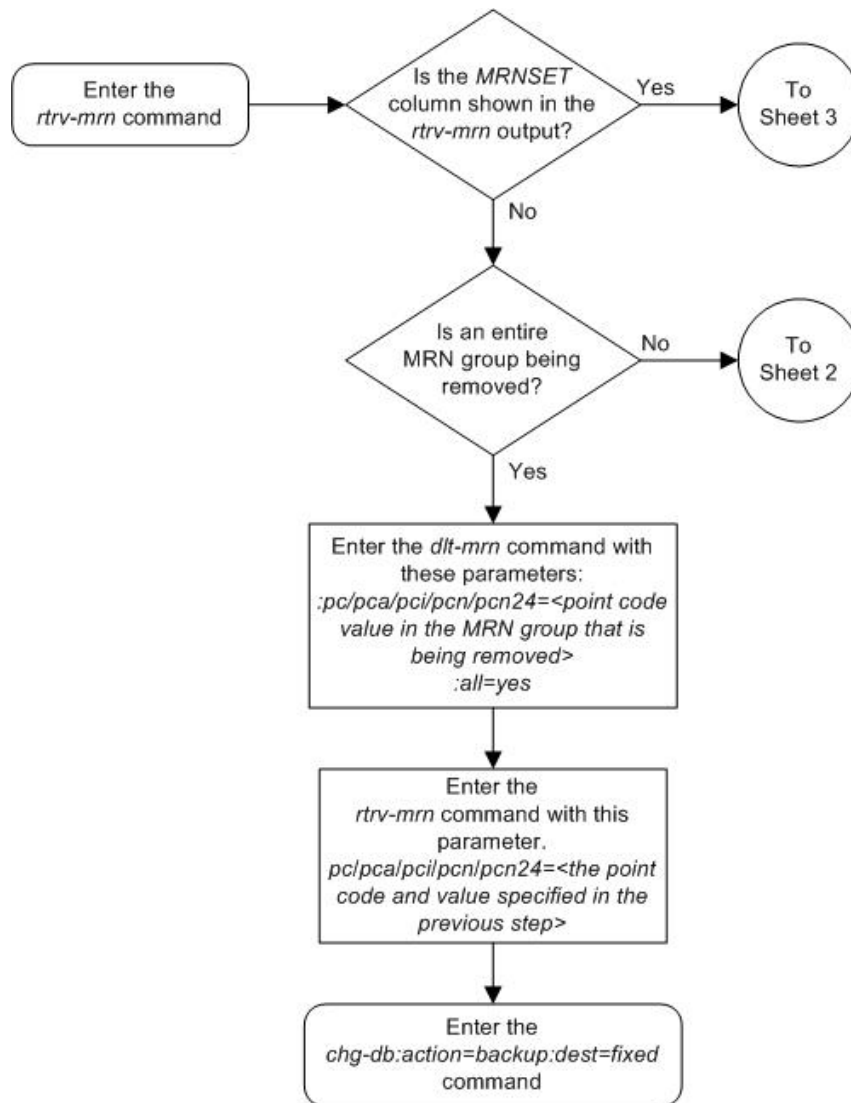 Enter the
rtrv-mrn command
Is the MRNSET
column shown in the
rtrv-mrn output?
Yes
To
Sheet 3
No
Is an entire
MRN group being
removed?
No
To
Sheet 2
Yes
Enter the dlt-mrn command with
these parameters:
:pc/pca/pci/pcn/pcn24=<point code
value in the MRN group that is
being removed>
:all=yes
Enter the
rtrv-mrn command with this
parameter.
pc/pca/pci/pcn/pcn24=<the point
code and value specified in the
previous step>
Enter the
chg-db:action=backup:dest=fixed
command